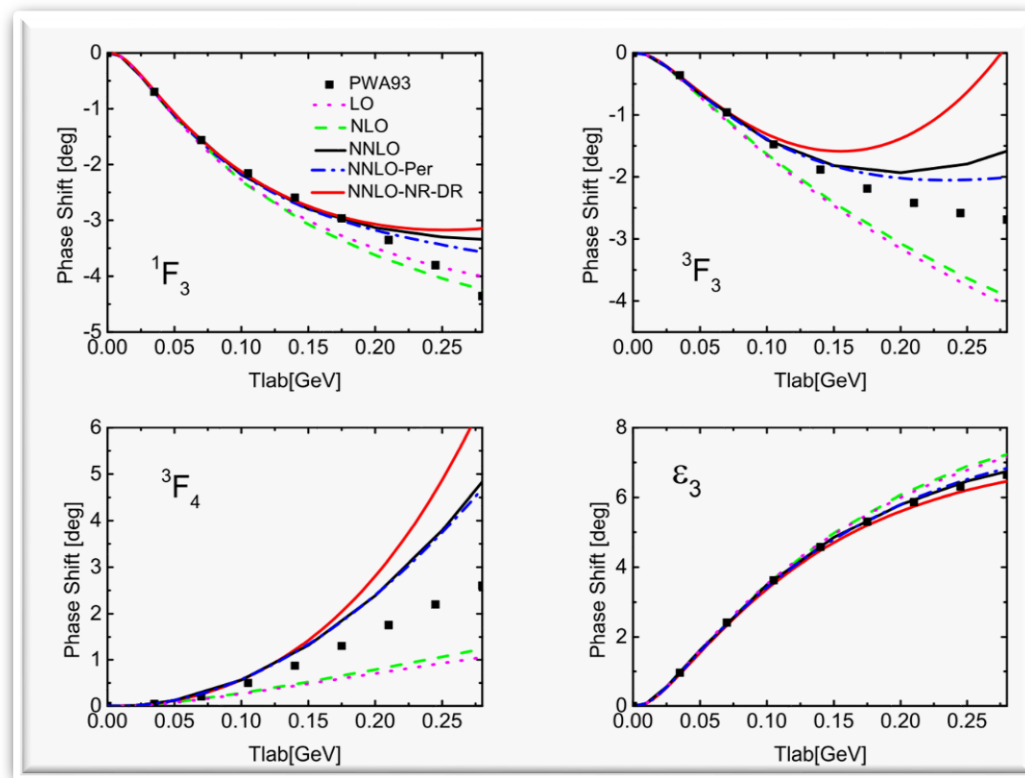 0
-1
-2
-3
-4
-5
Phase Shift [deg]
PWA93
LO
NLO
NNLO
NNLO-Per
NNLO-NR-DR
¹F₃
0.00 0.05 0.10 0.15 0.20 0.25
Tlab[GeV]
0
-1
-2
-3
-4
Phase Shift [deg]
³F₃
0.00 0.05 0.10 0.15 0.20 0.25
Tlab[GeV]
6
5
4
3
2
1
0
Phase Shift [deg]
³F₄
0.00 0.05 0.10 0.15 0.20 0.25
Tlab[GeV]
8
6
4
2
0
Phase Shift [deg]
ε₃
0.00 0.05 0.10 0.15 0.20 0.25
Tlab[GeV]